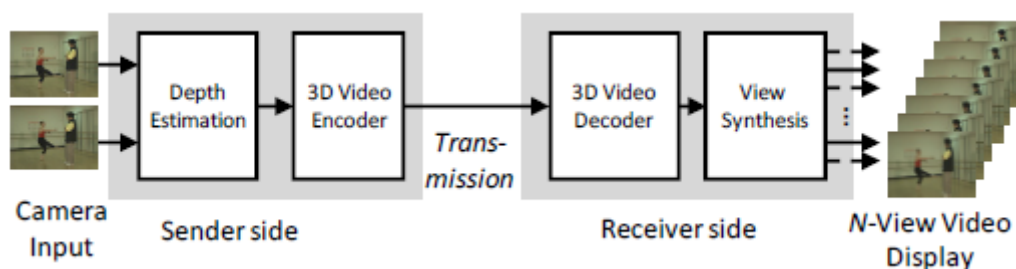 Depth
Estimation
3D Video
Encoder
Trans-
mission
3D Video
Decoder
View
Synthesis
...
Camera
Input
Sender side
Receiver side
N-View Video
Display